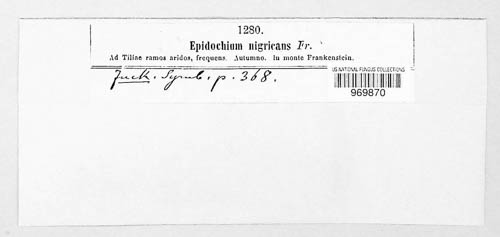 1280.
Epidochium nigricans Fr.
Ad Tiliae ramos aridos, frequens. Autumno. In monte Frankenstein.
US NATIONAL FUNGUS COLLECTIONS
Fuck. Symb. p. 368.
969870